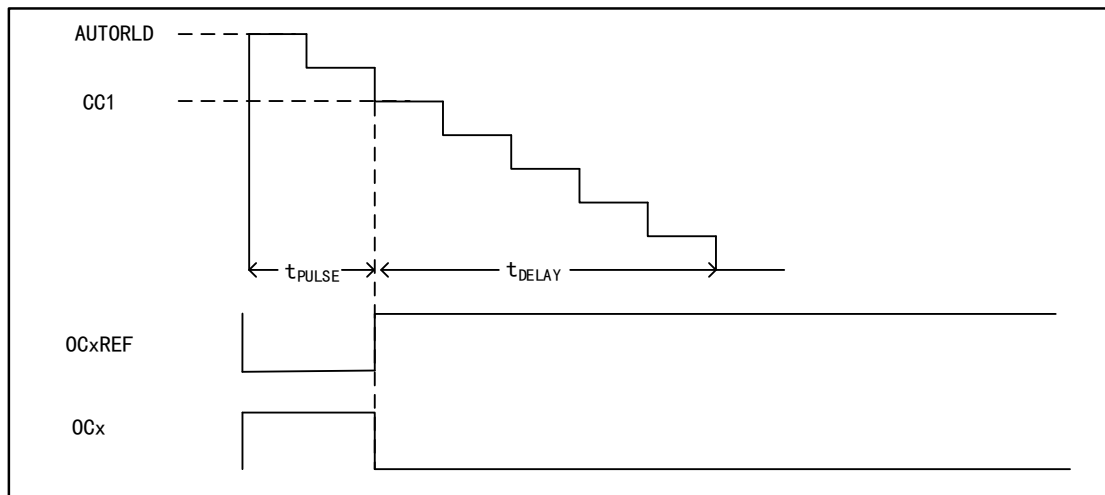 AUTORLD
CC1
tPULSE
tDELAY
OCxREF
OCx